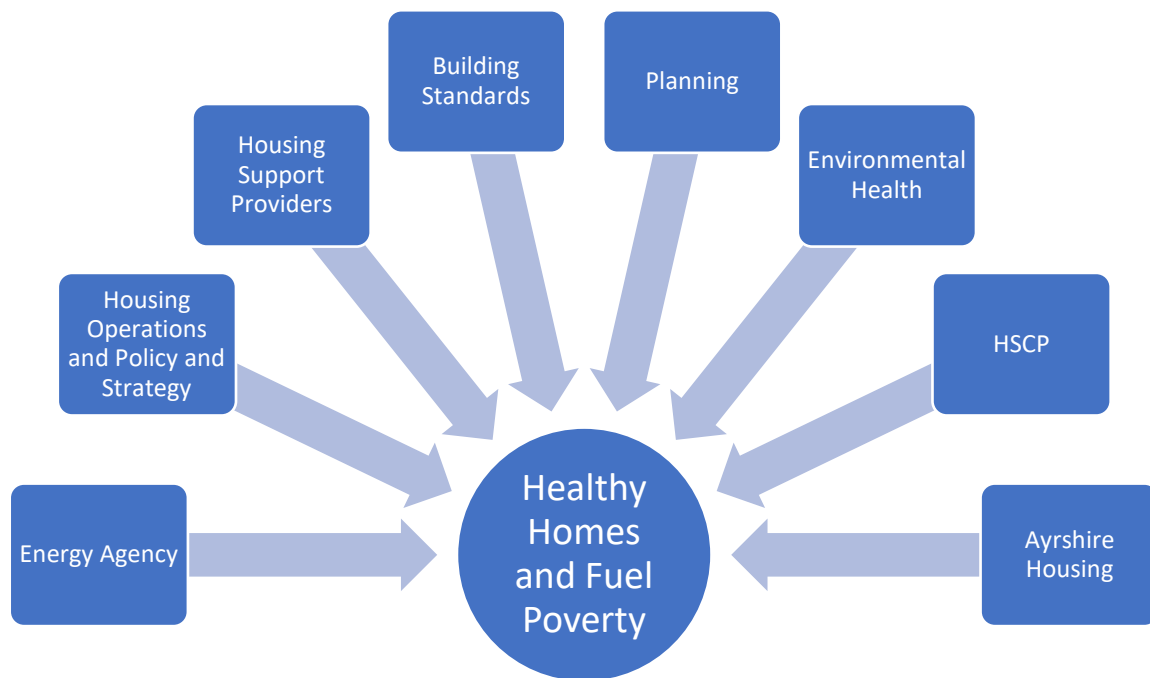 Building
Standards
Planning
Housing
Support
Providers
Environmental
Health
Housing
Operations
and Policy and
Strategy
HSCP
Energy Agency
Healthy
Homes
and Fuel
Poverty
Ayrshire
Housing